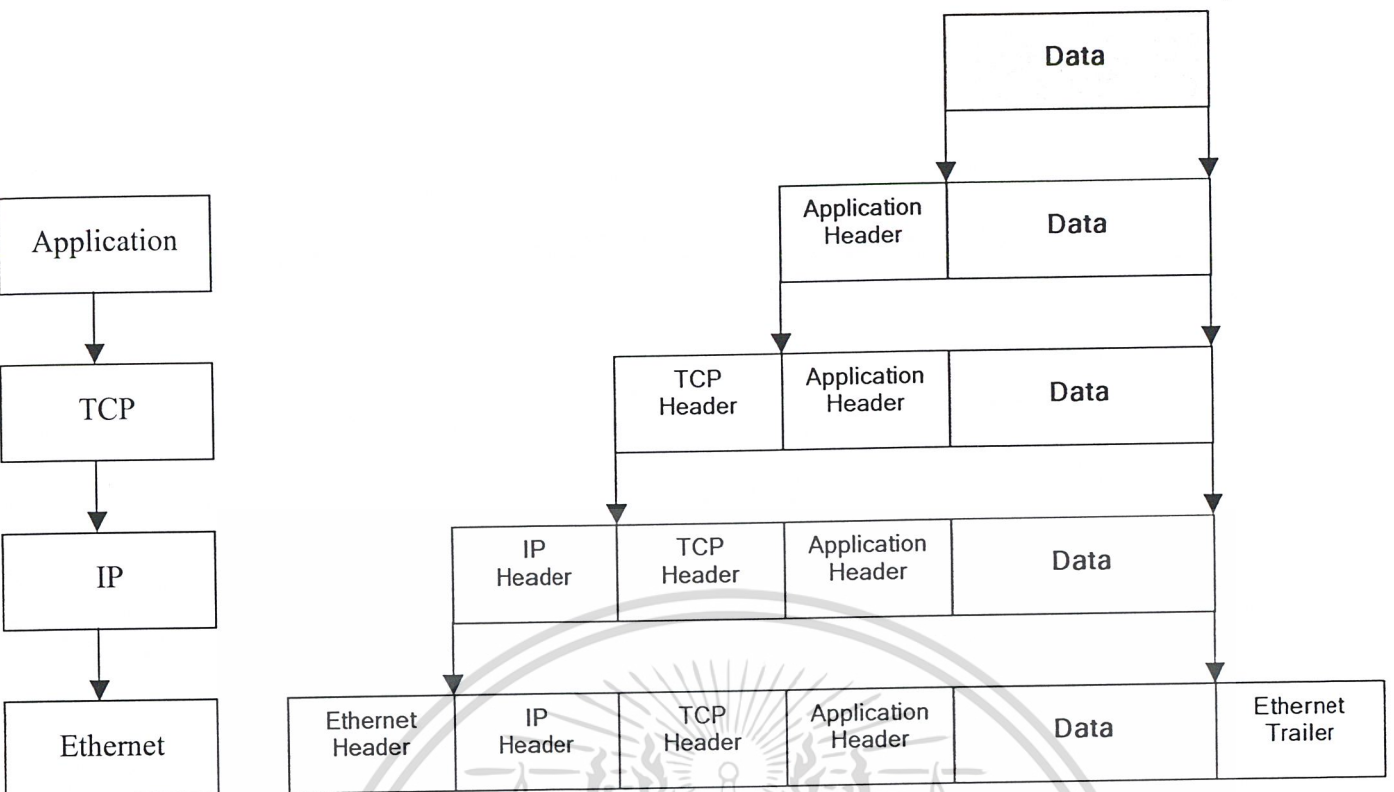 Data
Application
Application
Header
Data
TCP
TCP
Header
Application
Header
Data
IP
IP
Header
TCP
Header
Application
Header
Data
Ethernet
Ethernet
Header
IP
Header
TCP
Header
Application
Header
Data
Ethernet
Trailer